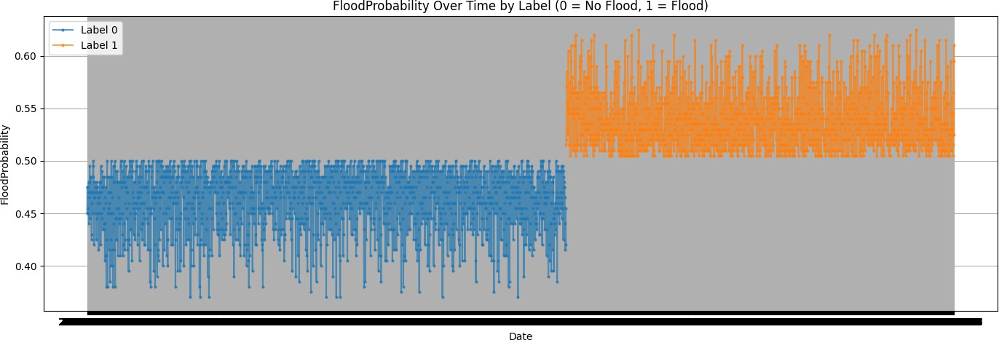 FloodProbability Over Time by Label (0 = No Flood, 1 = Flood)
Label 0
Label 1
0.60
0.55
0.50
0.45
0.40
FloodProbability
Date